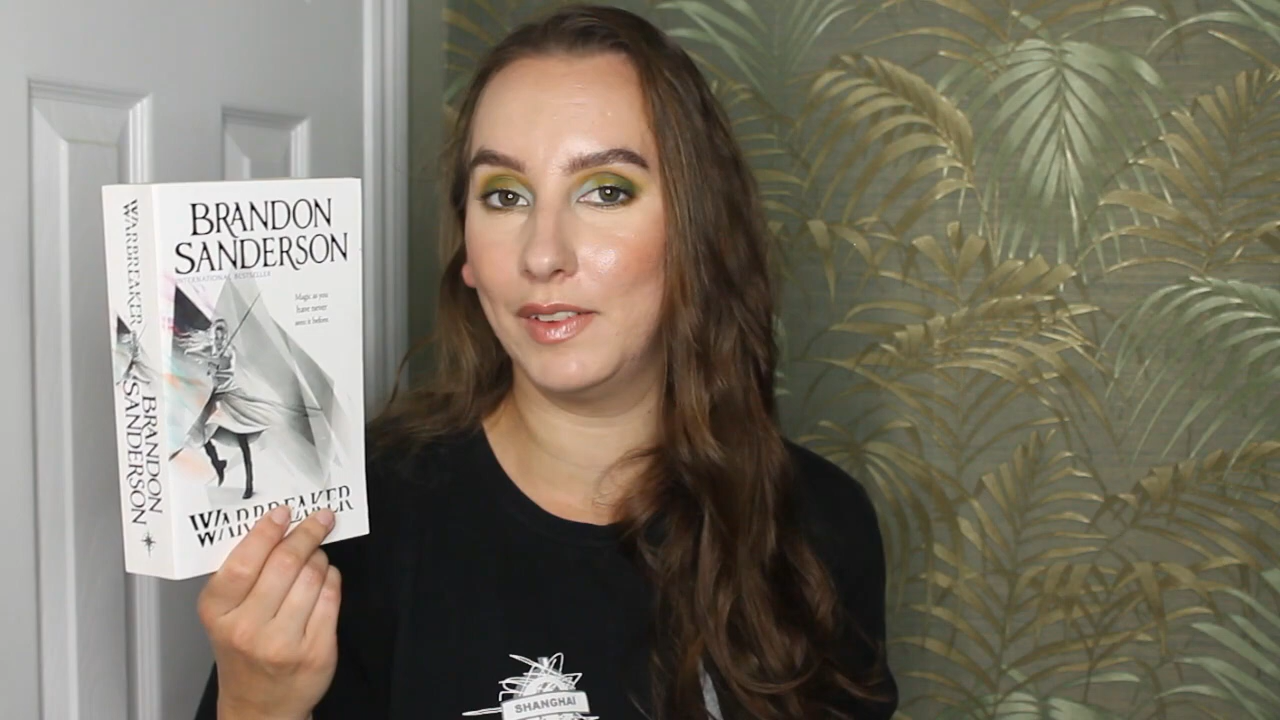 WARBREAKER
BRANDON
SANDERSON
BRANDON
SANDERSON
INTERNATIONAL BESTSELLER
Magic as you
have never
seen it before.
WARBREAKER
SHANGHAI